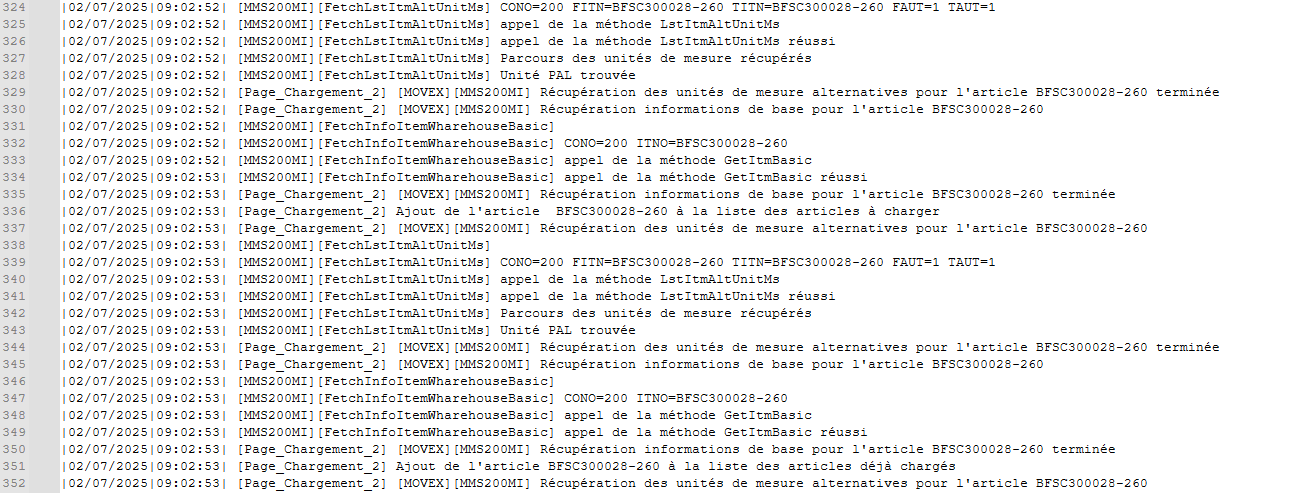 324 |02/07/2025|09:02:52| [MMS200MI][FetchLstItmAltUnitMs] CONO=200 FITN=BFSC300028-260 TITN=BFSC300028-260 FAUT=1 TAUT=1
325 |02/07/2025|09:02:52| [MMS200MI][FetchLstItmAltUnitMs] appel de la méthode LstItmAltUnitMs
326 |02/07/2025|09:02:52| [MMS200MI][FetchLstItmAltUnitMs] appel de la méthode LstItmAltUnitMs réussi
327 |02/07/2025|09:02:52| [MMS200MI][FetchLstItmAltUnitMs] Parcours des unités de mesure récupérés
328 |02/07/2025|09:02:52| [MMS200MI][FetchLstItmAltUnitMs] Unité PAL trouvée
329 |02/07/2025|09:02:52| [Page_Chargement_2] [MOVEX][MMS200MI] Récupération des unités de mesure alternatives pour l'article BFSC300028-260 terminée
330 |02/07/2025|09:02:52| [Page_Chargement_2] [MOVEX][MMS200MI] Récupération informations de base pour l'article BFSC300028-260
331 |02/07/2025|09:02:52| [MMS200MI][FetchInfoItemWharehouseBasic]
332 |02/07/2025|09:02:52| [MMS200MI][FetchInfoItemWharehouseBasic] CONO=200 ITNO=BFSC300028-260
333 |02/07/2025|09:02:52| [MMS200MI][FetchInfoItemWharehouseBasic] appel de la méthode GetItmBasic
334 |02/07/2025|09:02:53| [MMS200MI][FetchInfoItemWharehouseBasic] appel de la méthode GetItmBasic réussi
335 |02/07/2025|09:02:53| [Page_Chargement_2] [MOVEX][MMS200MI] Récupération informations de base pour l'article BFSC300028-260 terminée
336 |02/07/2025|09:02:53| [Page_Chargement_2] Ajout de l'article  BFSC300028-260 à la liste des articles à charger
337 |02/07/2025|09:02:53| [Page_Chargement_2] [MOVEX][MMS200MI] Récupération des unités de mesure alternatives pour l'article BFSC300028-260
338 |02/07/2025|09:02:53| [MMS200MI][FetchLstItmAltUnitMs]
339 |02/07/2025|09:02:53| [MMS200MI][FetchLstItmAltUnitMs] CONO=200 FITN=BFSC300028-260 TITN=BFSC300028-260 FAUT=1 TAUT=1
340 |02/07/2025|09:02:53| [MMS200MI][FetchLstItmAltUnitMs] appel de la méthode LstItmAltUnitMs
341 |02/07/2025|09:02:53| [MMS200MI][FetchLstItmAltUnitMs] appel de la méthode LstItmAltUnitMs réussi
342 |02/07/2025|09:02:53| [MMS200MI][FetchLstItmAltUnitMs] Parcours des unités de mesure récupérés
343 |02/07/2025|09:02:53| [MMS200MI][FetchLstItmAltUnitMs] Unité PAL trouvée
344 |02/07/2025|09:02:53| [Page_Chargement_2] [MOVEX][MMS200MI] Récupération des unités de mesure alternatives pour l'article BFSC300028-260 terminée
345 |02/07/2025|09:02:53| [Page_Chargement_2] [MOVEX][MMS200MI] Récupération informations de base pour l'article BFSC300028-260
346 |02/07/2025|09:02:53| [MMS200MI][FetchInfoItemWharehouseBasic]
347 |02/07/2025|09:02:53| [MMS200MI][FetchInfoItemWharehouseBasic] CONO=200 ITNO=BFSC300028-260
348 |02/07/2025|09:02:53| [MMS200MI][FetchInfoItemWharehouseBasic] appel de la méthode GetItmBasic
349 |02/07/2025|09:02:53| [MMS200MI][FetchInfoItemWharehouseBasic] appel de la méthode GetItmBasic réussi
350 |02/07/2025|09:02:53| [Page_Chargement_2] [MOVEX][MMS200MI] Récupération informations de base pour l'article BFSC300028-260 terminée
351 |02/07/2025|09:02:53| [Page_Chargement_2] Ajout de l'article BFSC300028-260 à la liste des articles déjà chargés
352 |02/07/2025|09:02:53| [Page_Chargement_2] [MOVEX][MMS200MI] Récupération des unités de mesure alternatives pour l'article BFSC300028-260